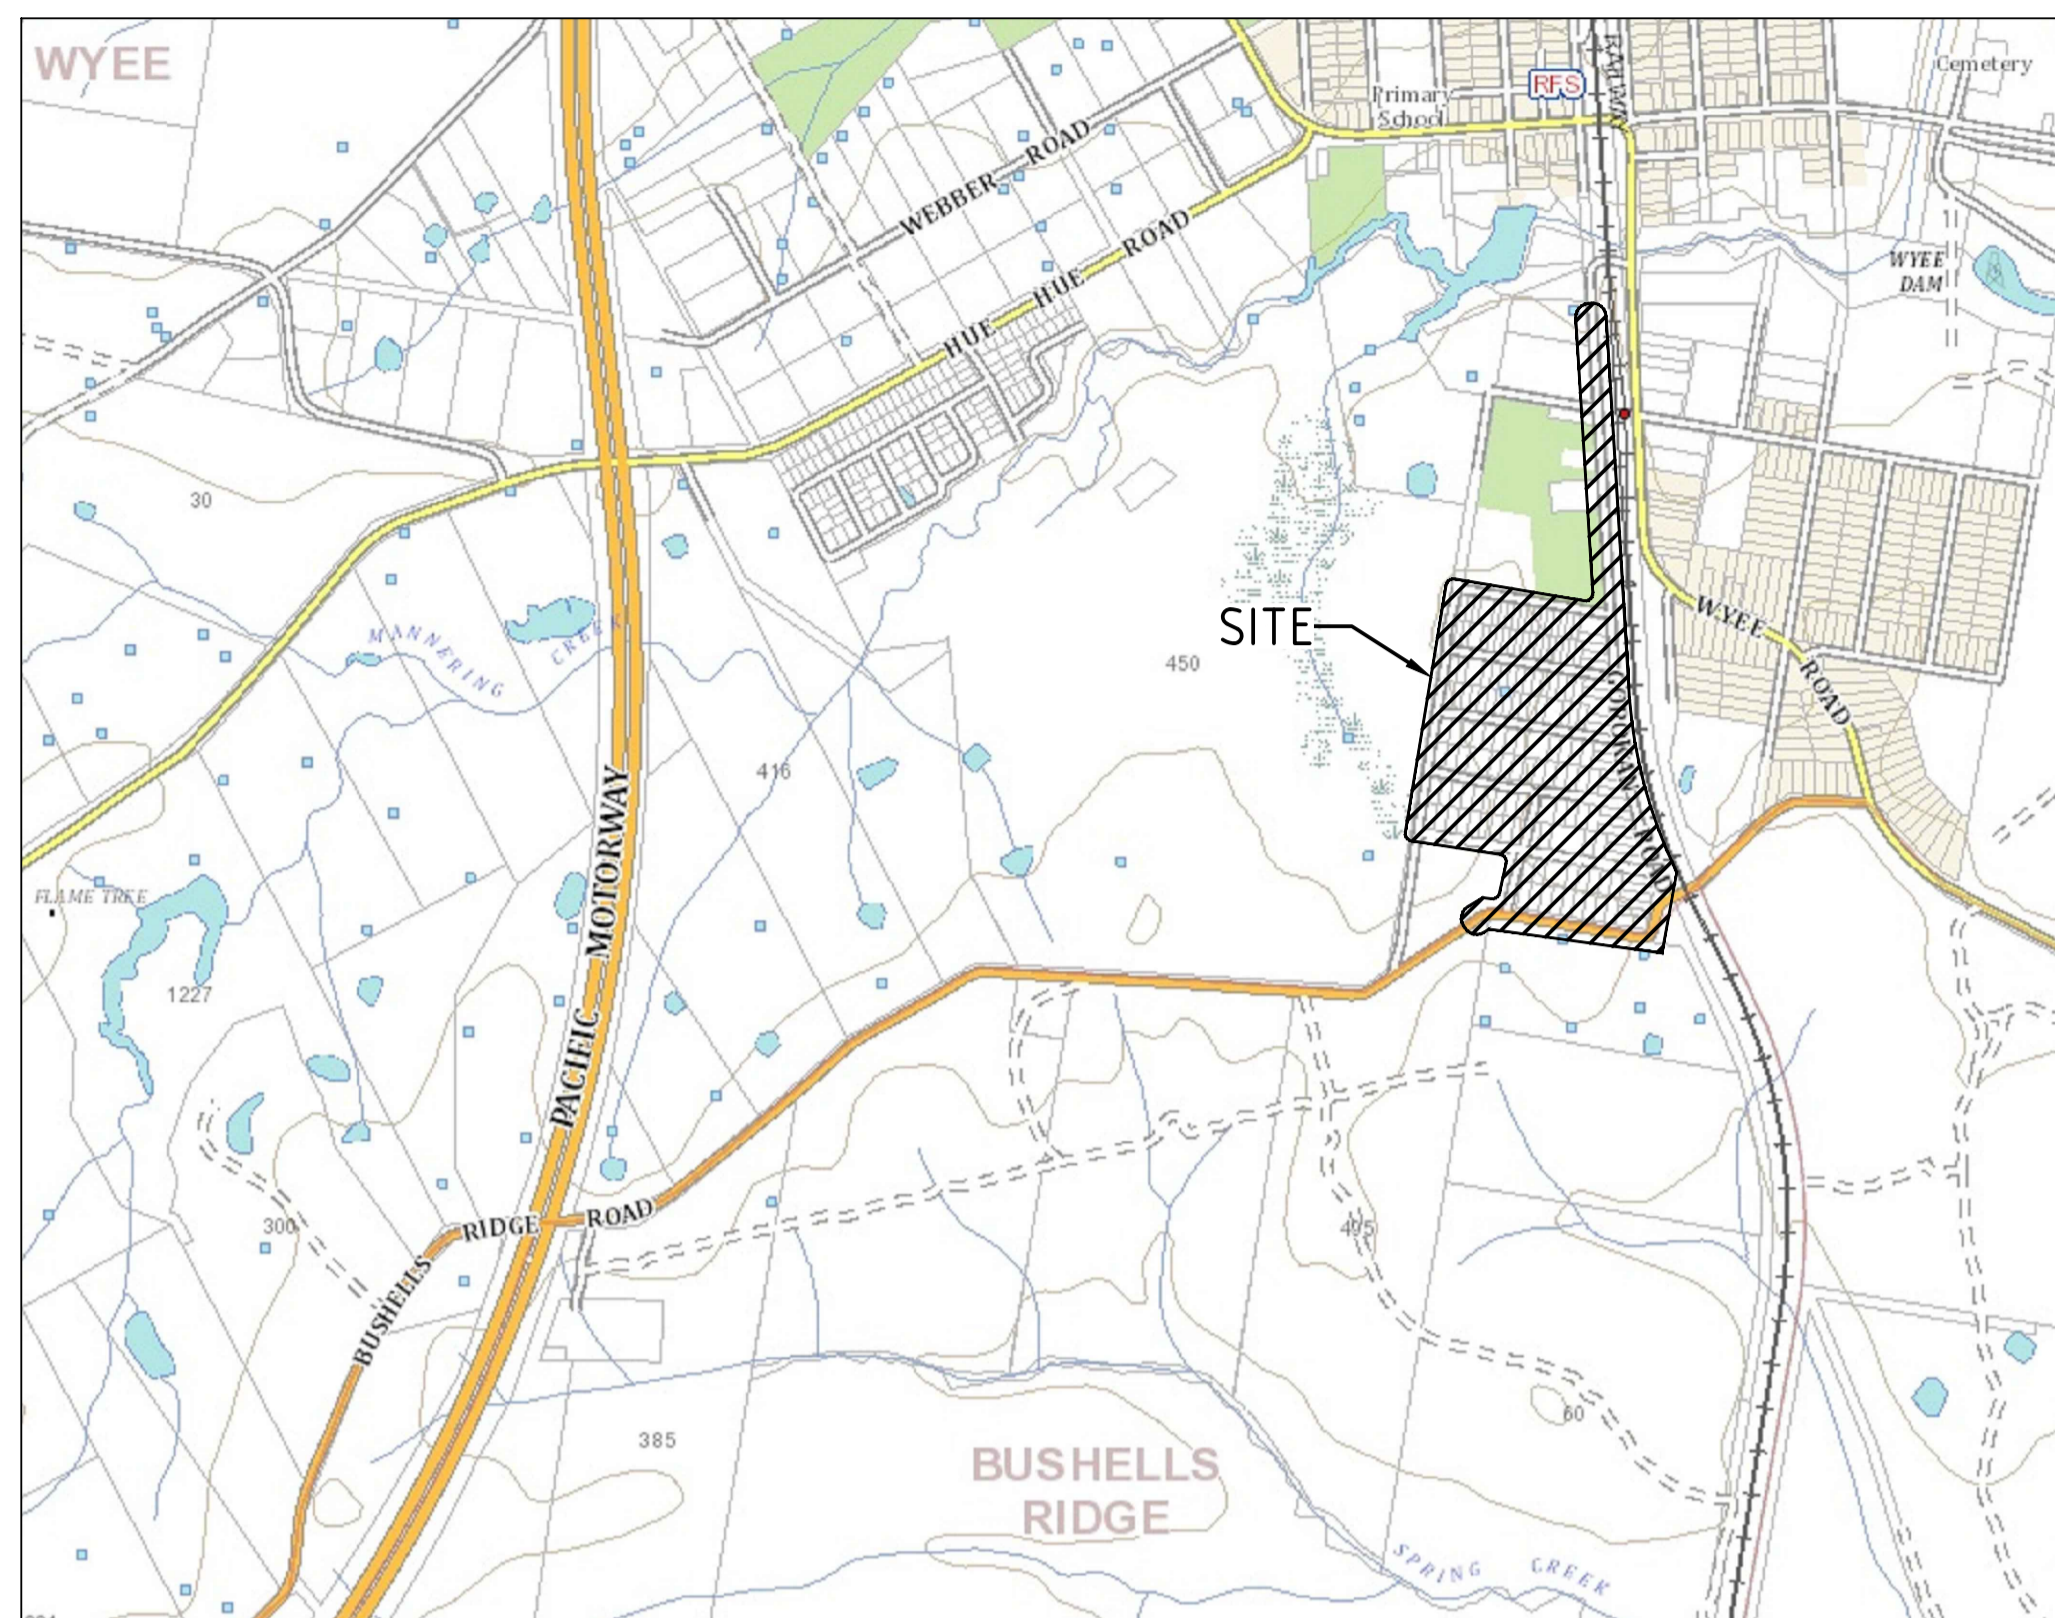 WYEE
RAILWAY
Cemetery
RFS
Primary
School
WEBBER ROAD
HUE ROAD
HUE
WYEE
DAM
30
MANNERING CREEK
SITE
450
WYEE ROAD
GOROKAN ROAD
416
PACIFIC MOTORWAY
FLAME TREE
1227
BUSHELLS RIDGE ROAD
300
495
60
385
BUSHELLS
RIDGE
SPRING CREEK